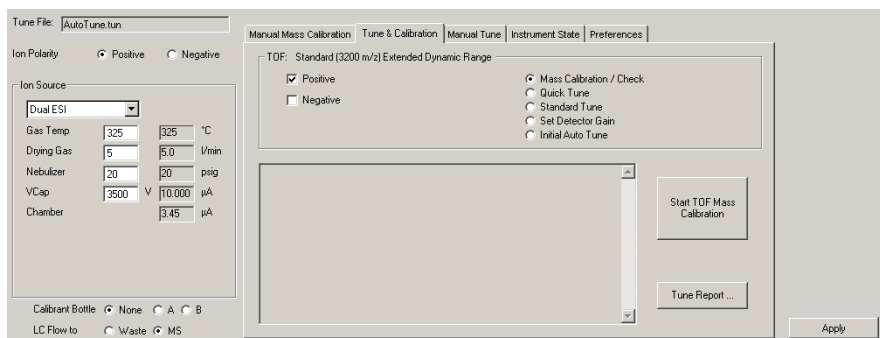 Tune File: AutoTune.tun
Ion Polarity Positive Negative
Ion Source
Dual ESI
Gas Temp 325 325 °C
Drying Gas 5 5.0 l/min
Nebulizer 20 20 psig
VCap 3500 V 10.000 µA
Chamber 3.45 µA
Calibrant Bottle None A B
LC Flow to Waste MS
Manual Mass Calibration Tune & Calibration Manual Tune Instrument State Preferences
TOF: Standard (3200 m/z) Extended Dynamic Range
Positive
Negative
Mass Calibration / Check
Quick Tune
Standard Tune
Set Detector Gain
Initial Auto Tune
Start TOF Mass
Calibration
Tune Report ...
Apply